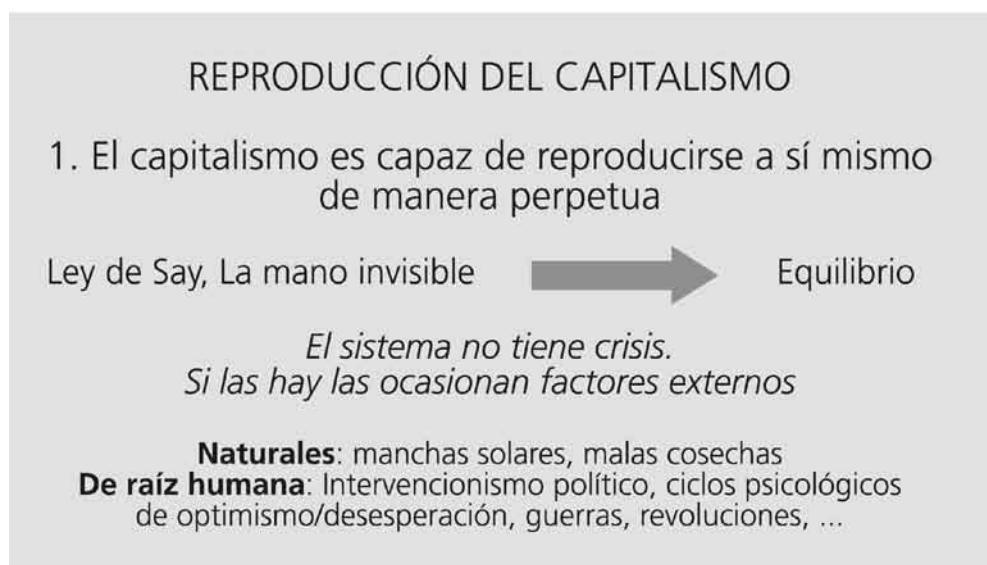 REPRODUCCIÓN DEL CAPITALISMO
1. El capitalismo es capaz de reproducirse a sí mismo
de manera perpetua
Ley de Say, La mano invisible Equilibrio
El sistema no tiene crisis.
Si las hay las ocasionan factores externos
Naturales: manchas solares, malas cosechas
De raíz humana: Intervencionismo político, ciclos psicológicos
de optimismo/desesperación, guerras, revoluciones, ...